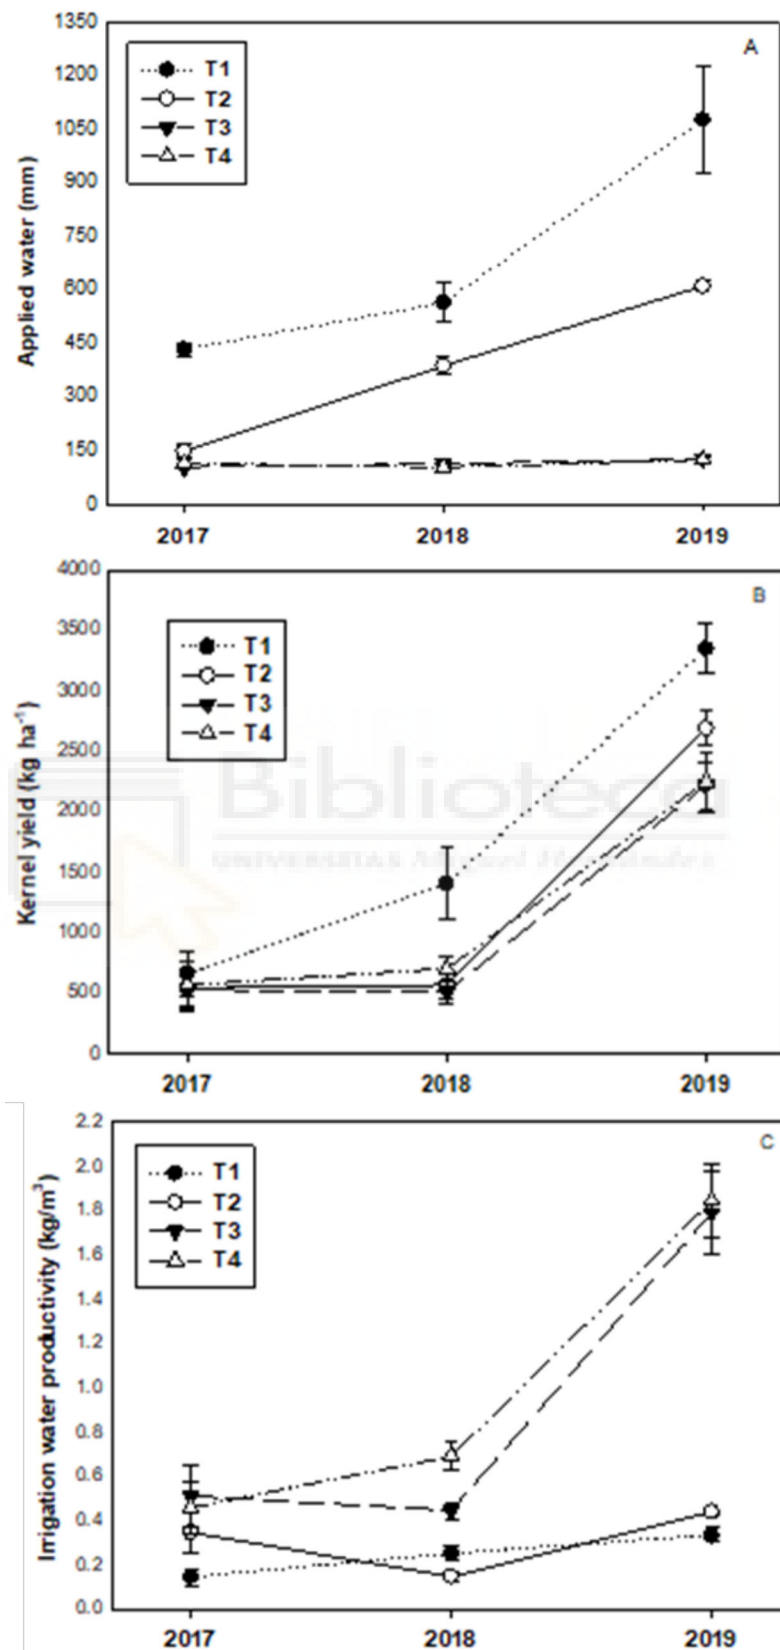 1350
A
1200
1050
900
750
600
450
300
150
0
Applied water (mm)
T1
T2
T3
T4
2017 2018 2019
4000
B
3500
3000
2500
2000
1500
1000
500
0
Kernel yield (kg ha⁻¹)
T1
T2
T3
T4
Biblioteca
UNIVERSITAS Miguel Hernández
2017 2018 2019
2.2
C
2.0
1.8
1.6
1.4
1.2
1.0
0.8
0.6
0.4
0.2
0.0
Irrigation water productivity (kg/m³)
T1
T2
T3
T4
2017 2018 2019